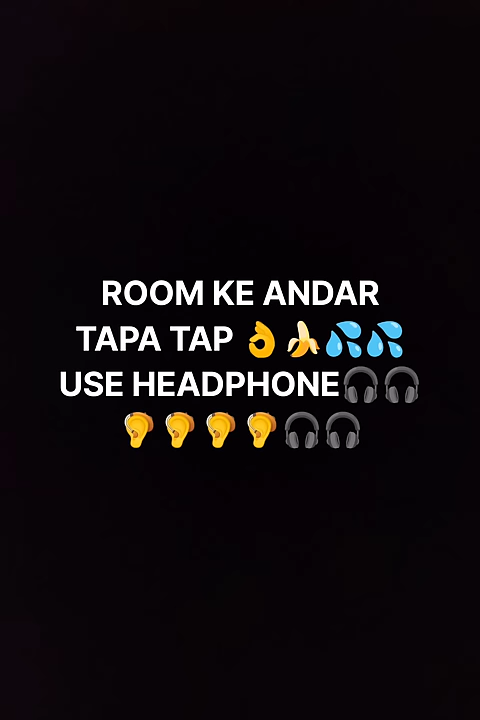 ROOM KE ANDAR
TAPA TAP 👌🍌💦💦
USE HEADPHONE🎧🎧
🦻🦻🦻🦻🎧🎧